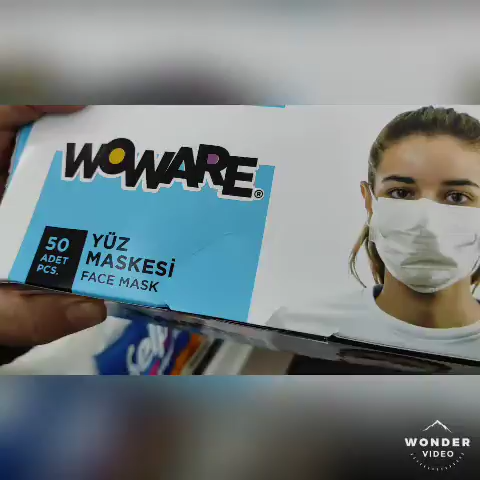 WOWARE®
50
ADET
PCS.
YÜZ
MASKESİ
FACE MASK
WONDER
VIDEO